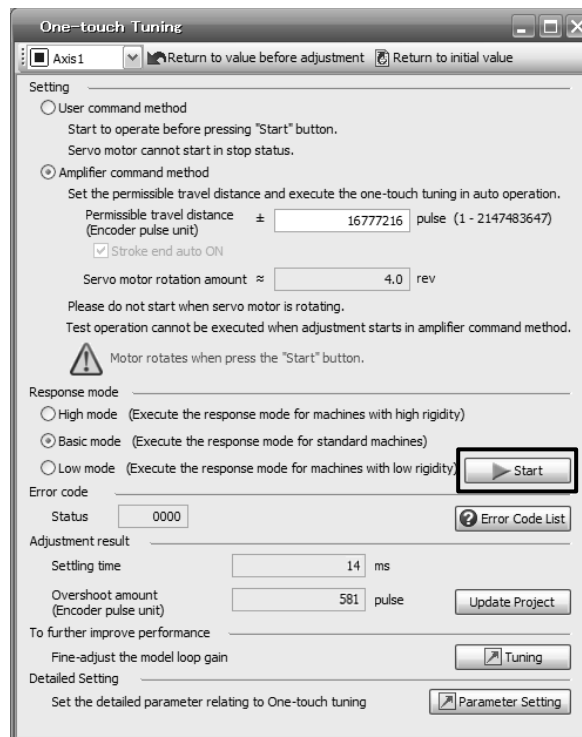 One-touch Tuning
Axis1 Return to value before adjustment Return to initial value
Setting
User command method
Start to operate before pressing "Start" button.
Servo motor cannot start in stop status.
Amplifier command method
Set the permissible travel distance and execute the one-touch tuning in auto operation.
Permissible travel distance ± 16777216 pulse (1 - 2147483647)
(Encoder pulse unit)
Stroke end auto ON
Servo motor rotation amount ≈ 4.0 rev
Please do not start when servo motor is rotating.
Test operation cannot be executed when adjustment starts in amplifier command method.
Motor rotates when press the "Start" button.
Response mode
High mode (Execute the response mode for machines with high rigidity)
Basic mode (Execute the response mode for standard machines)
Low mode (Execute the response mode for machines with low rigidity) Start
Error code
Status 0000 Error Code List
Adjustment result
Settling time 14 ms
Overshoot amount 581 pulse Update Project
(Encoder pulse unit)
To further improve performance
Fine-adjust the model loop gain Tuning
Detailed Setting
Set the detailed parameter relating to One-touch tuning Parameter Setting